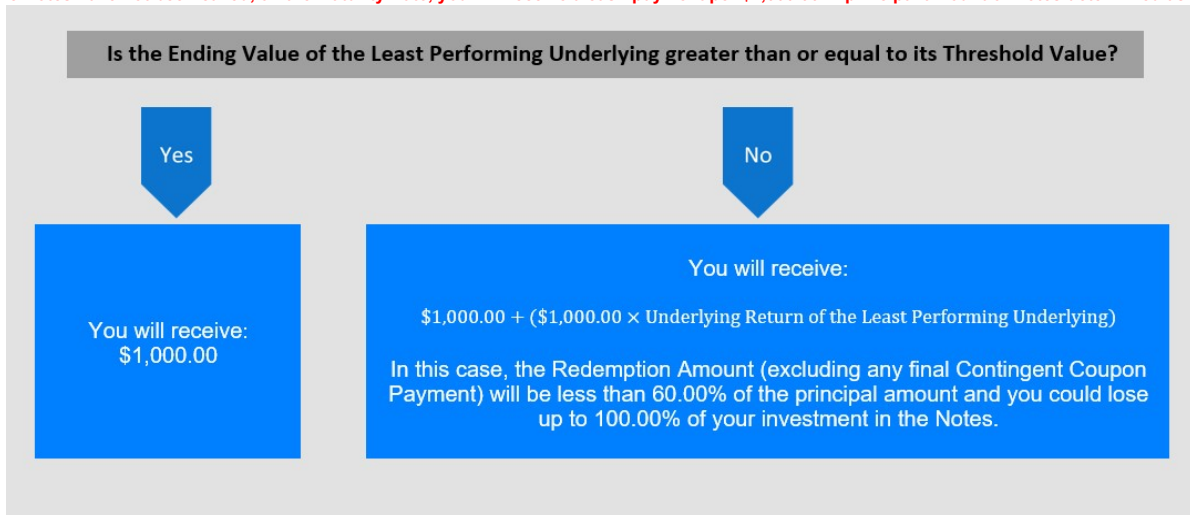 Is the Ending Value of the Least Performing Underlying greater than or equal to its Threshold Value?
Yes
No
You will receive:
$1,000.00
You will receive:
$1,000.00 + ($1,000.00 × Underlying Return of the Least Performing Underlying)
In this case, the Redemption Amount (excluding any final Contingent Coupon
Payment) will be less than 60.00% of the principal amount and you could lose
up to 100.00% of your investment in the Notes.